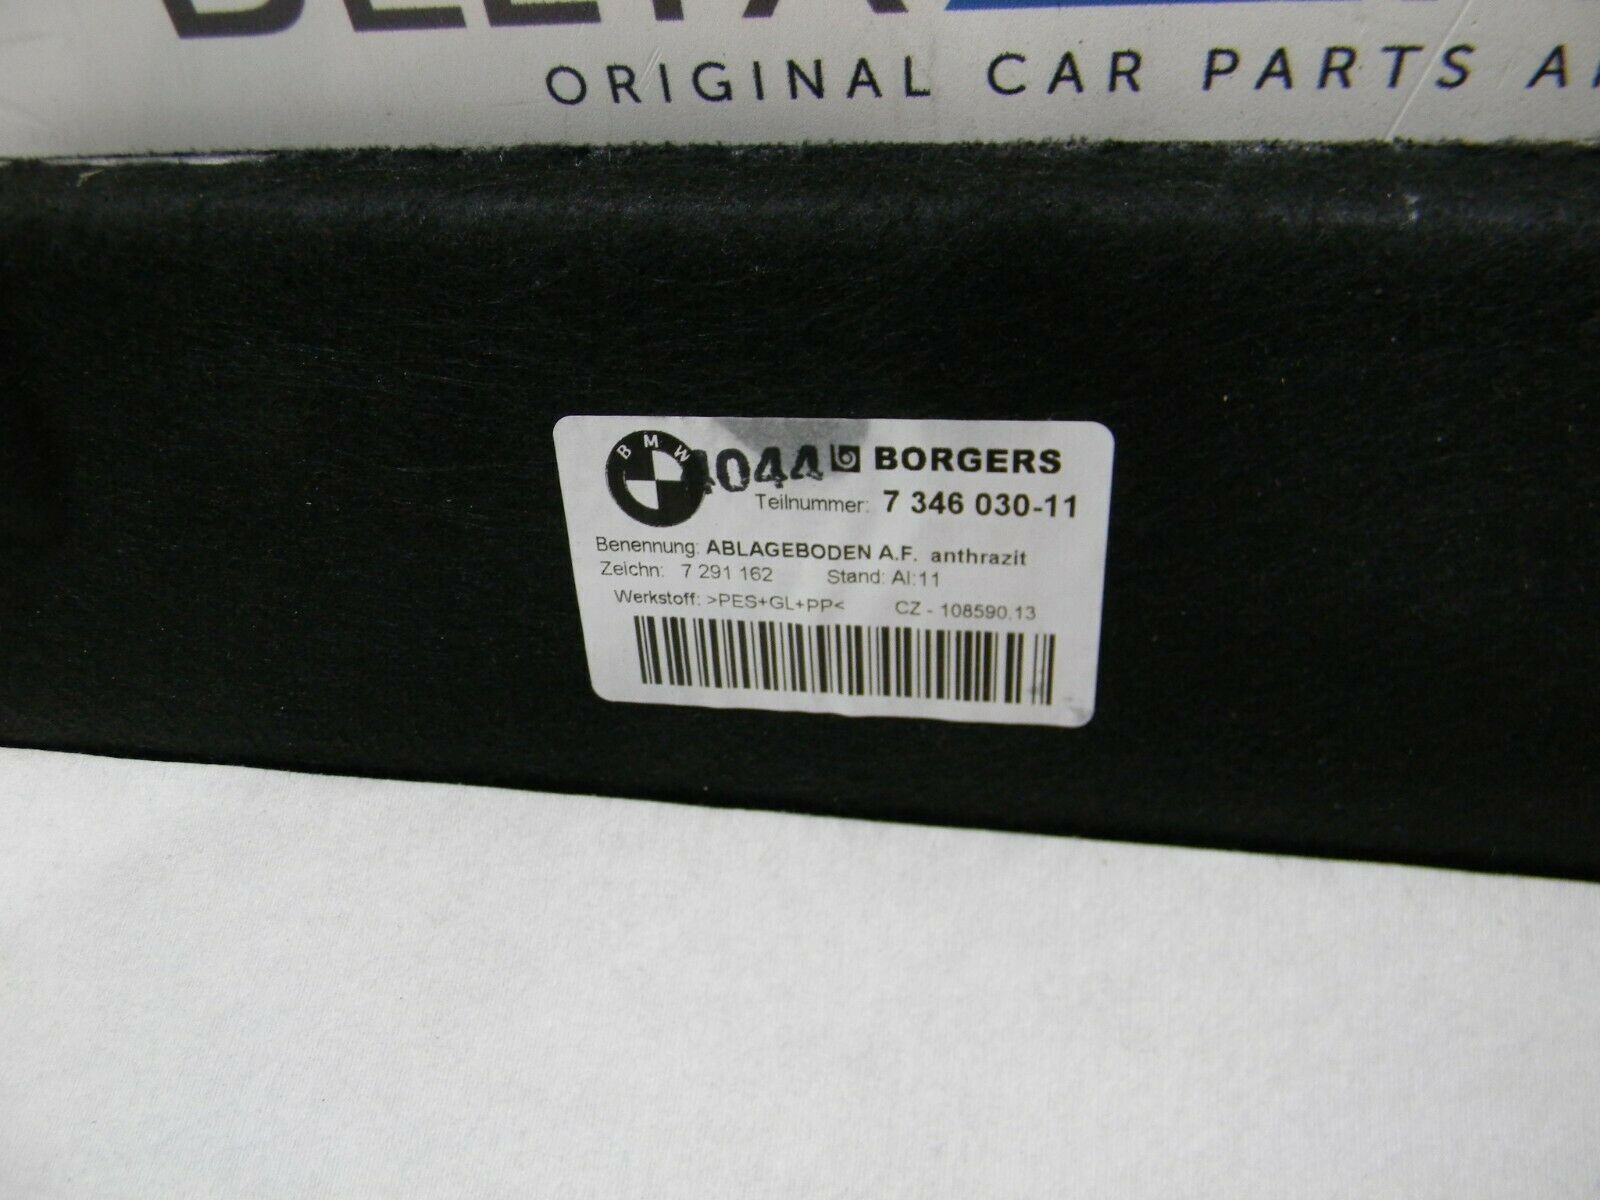 ORIGINAL CAR PARTS
BMW 4044 BORGERS
Teilnummer: 7 346 030-11
Benennung: ABLAGEBODEN A.F. anthrazit
Zeichn: 7 291 162 Stand: AI:11
Werkstoff: >PES+GL+PP< CZ - 108590.13